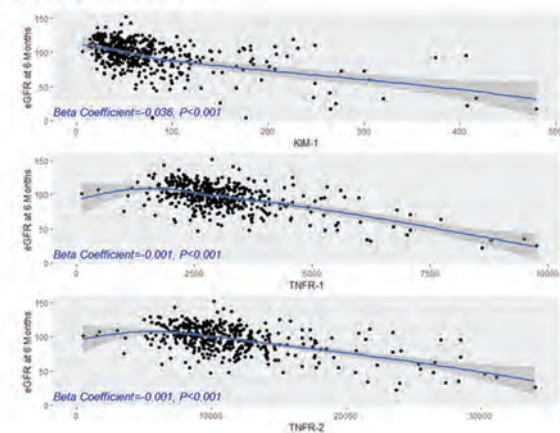 150
100
50
0
eGFR at 6 Months
Beta Coefficient=-0.036, P<0.001
0 100 200 300 400 500
KIM-1
150
100
50
0
eGFR at 6 Months
Beta Coefficient=-0.001, P<0.001
0 2500 5000 7500 10000
TNFR-1
150
100
50
0
eGFR at 6 Months
Beta Coefficient=-0.001, P<0.001
10000 20000 30000
TNFR-2